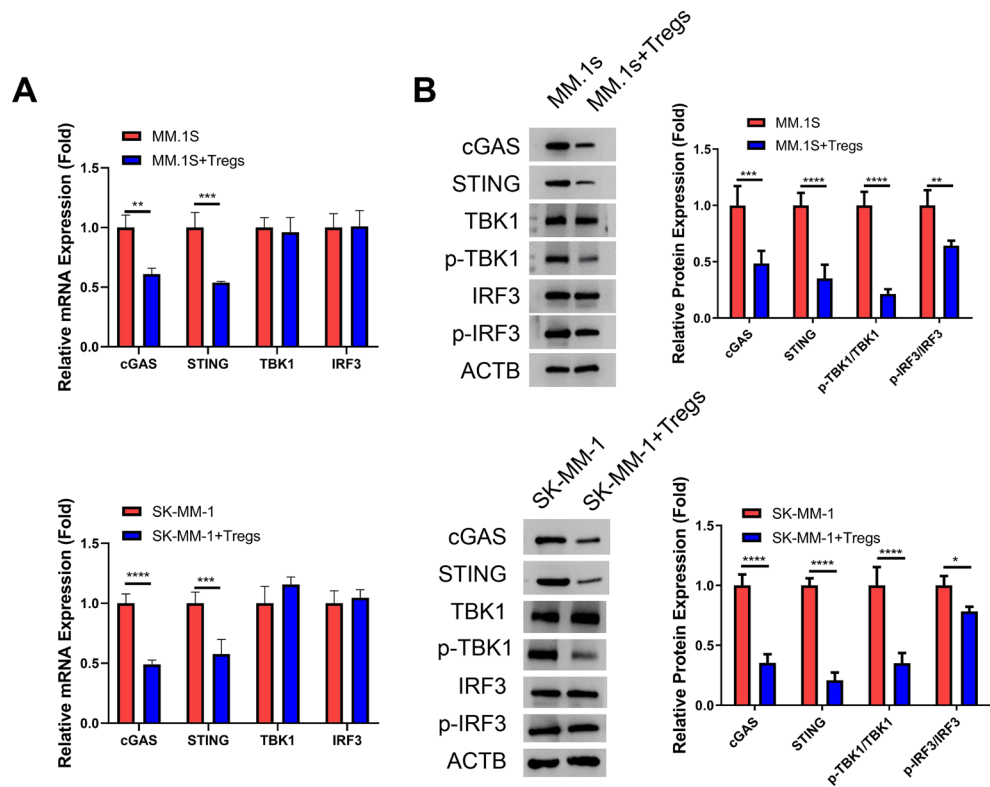 A
MM.1S
MM.1S+Tregs
Relative mRNA Expression (Fold)
1.5
1.0
0.5
0.0
**
***
cGAS STING TBK1 IRF3
B
MM.1s
MM.1s+Tregs
cGAS
STING
TBK1
p-TBK1
IRF3
p-IRF3
ACTB
MM.1S
MM.1S+Tregs
Relative Protein Expression (Fold)
1.5
1.0
0.5
0.0
***
****
****
**
cGAS
STING
p-TBK1/TBK1
p-IRF3/IRF3
SK-MM-1
SK-MM-1+Tregs
Relative mRNA Expression (Fold)
1.5
1.0
0.5
0.0
****
***
cGAS STING TBK1 IRF3
SK-MM-1
SK-MM-1+Tregs
cGAS
STING
TBK1
p-TBK1
IRF3
p-IRF3
ACTB
SK-MM-1
SK-MM-1+Tregs
Relative Protein Expression (Fold)
1.5
1.0
0.5
0.0
****
****
****
*
cGAS
STING
p-TBK1/TBK1
p-IRF3/IRF3